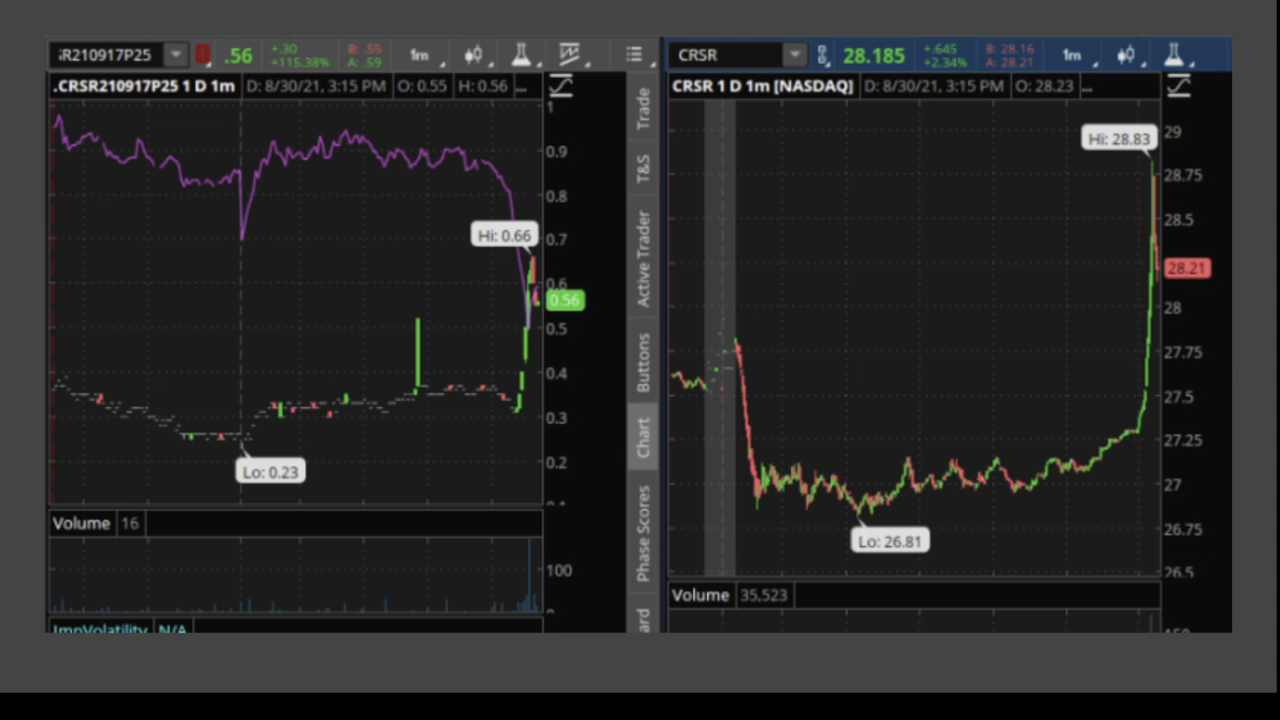 R210917P25 1 .56 +.30 +115.38% B: .55 A: .59 1m
.CRSR210917P25 1 D 1m D: 8/30/21, 3:15 PM O: 0.55 H: 0.56 ...
1
0.9
0.8
0.7
0.6
0.56
0.5
0.4
0.3
0.2
Hi: 0.66
Lo: 0.23
Volume 16
100
0
ImpVolatility N/A
Trade
T&S
Active Trader
Buttons
Chart
Phase Scores
ard
CRSR 28.185 +.645 +2.34% B: 28.16 A: 28.21 1m
CRSR 1 D 1m [NASDAQ] D: 8/30/21, 3:15 PM O: 28.23 ...
Hi: 28.83
29
28.75
28.5
28.21
28
27.75
27.5
27.25
27
26.75
26.5
Lo: 26.81
Volume 35,523